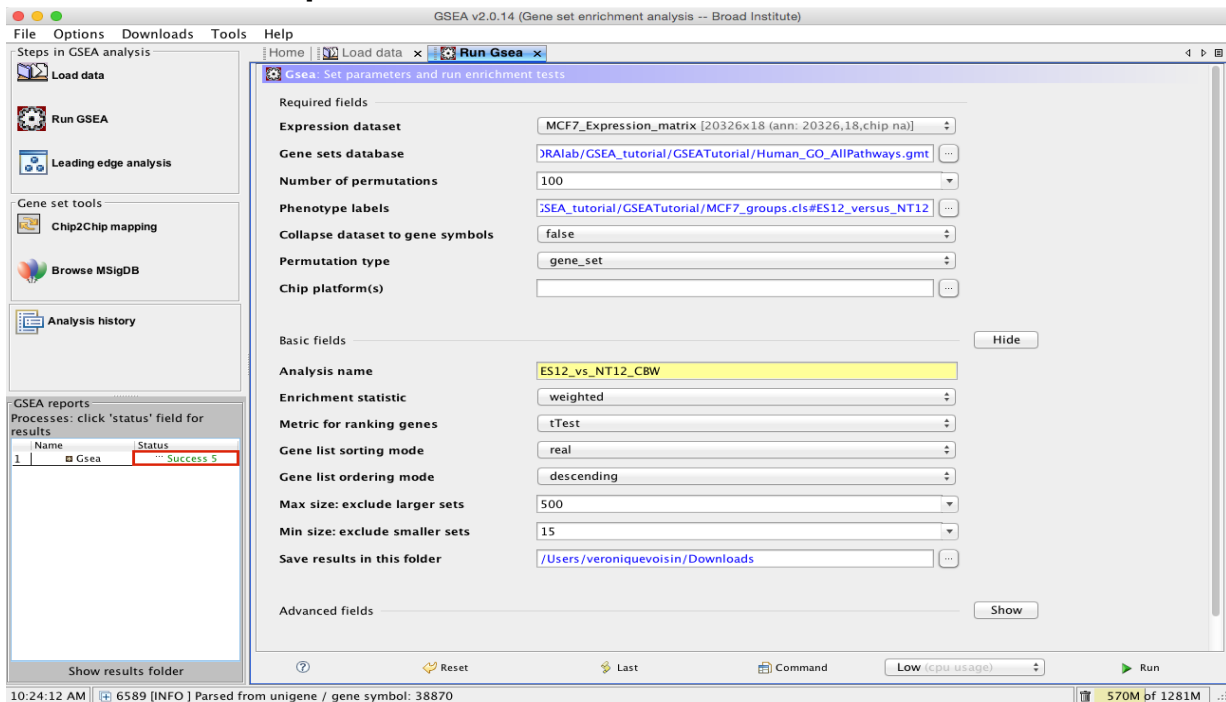 GSEA v2.0.14 (Gene set enrichment analysis -- Broad Institute)
File Options Downloads Tools Help
Steps in GSEA analysis
Load data
Run GSEA
Leading edge analysis
Gene set tools
Chip2Chip mapping
Browse MSigDB
Analysis history
GSEA reports
Processes: click 'status' field for
results
Name Status
1 Gsea ... Success 5
Show results folder
Home Load data x Run Gsea x
Gsea: Set parameters and run enrichment tests
Required fields
Expression dataset MCF7_Expression_matrix [20326x18 (ann: 20326,18,chip na)]
Gene sets database RAlab/GSEA_tutorial/GSEATutorial/Human_GO_AllPathways.gmt ...
Number of permutations 100
Phenotype labels SEA_tutorial/GSEATutorial/MCF7_groups.cls#ES12_versus_NT12 ...
Collapse dataset to gene symbols false
Permutation type gene_set
Chip platform(s) ...
Basic fields Hide
Analysis name ES12_vs_NT12_CBW
Enrichment statistic weighted
Metric for ranking genes tTest
Gene list sorting mode real
Gene list ordering mode descending
Max size: exclude larger sets 500
Min size: exclude smaller sets 15
Save results in this folder /Users/veroniquevoisin/Downloads ...
Advanced fields Show
? Reset Last Command Low (cpu usage) Run
10:24:12 AM 6589 [INFO ] Parsed from unigene / gene symbol: 38870 570M of 1281M